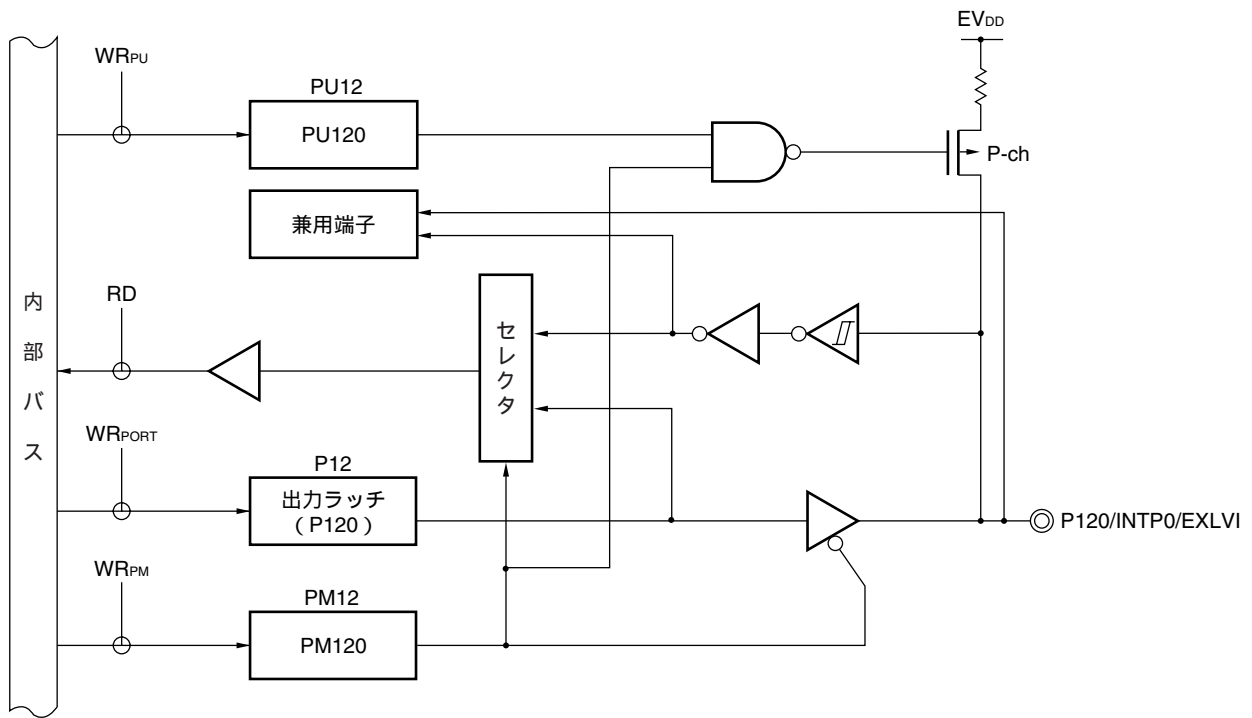 EVDD
WRPU
PU12
PU120
P-ch
兼用端子
内部バス
RD
セレクタ
WRPORT
P12
出力ラッチ
（P120）
P120/INTP0/EXLVI
WRPM
PM12
PM120